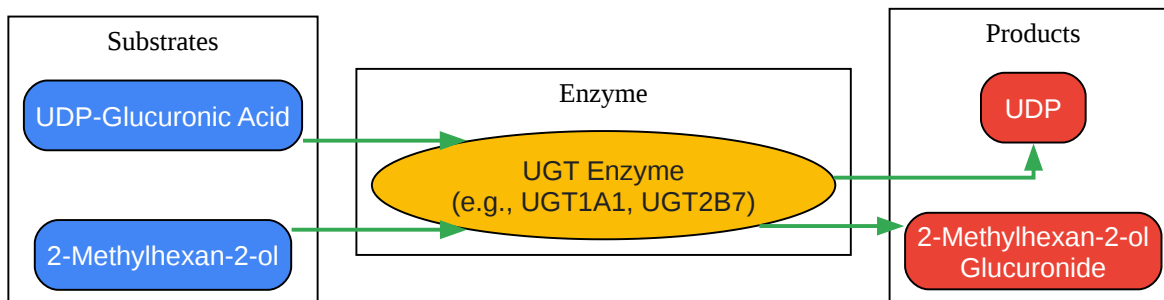 Substrates
UDP-Glucuronic Acid
2-Methylhexan-2-ol
Enzyme
UGT Enzyme
(e.g., UGT1A1, UGT2B7)
Products
UDP
2-Methylhexan-2-ol
Glucuronide